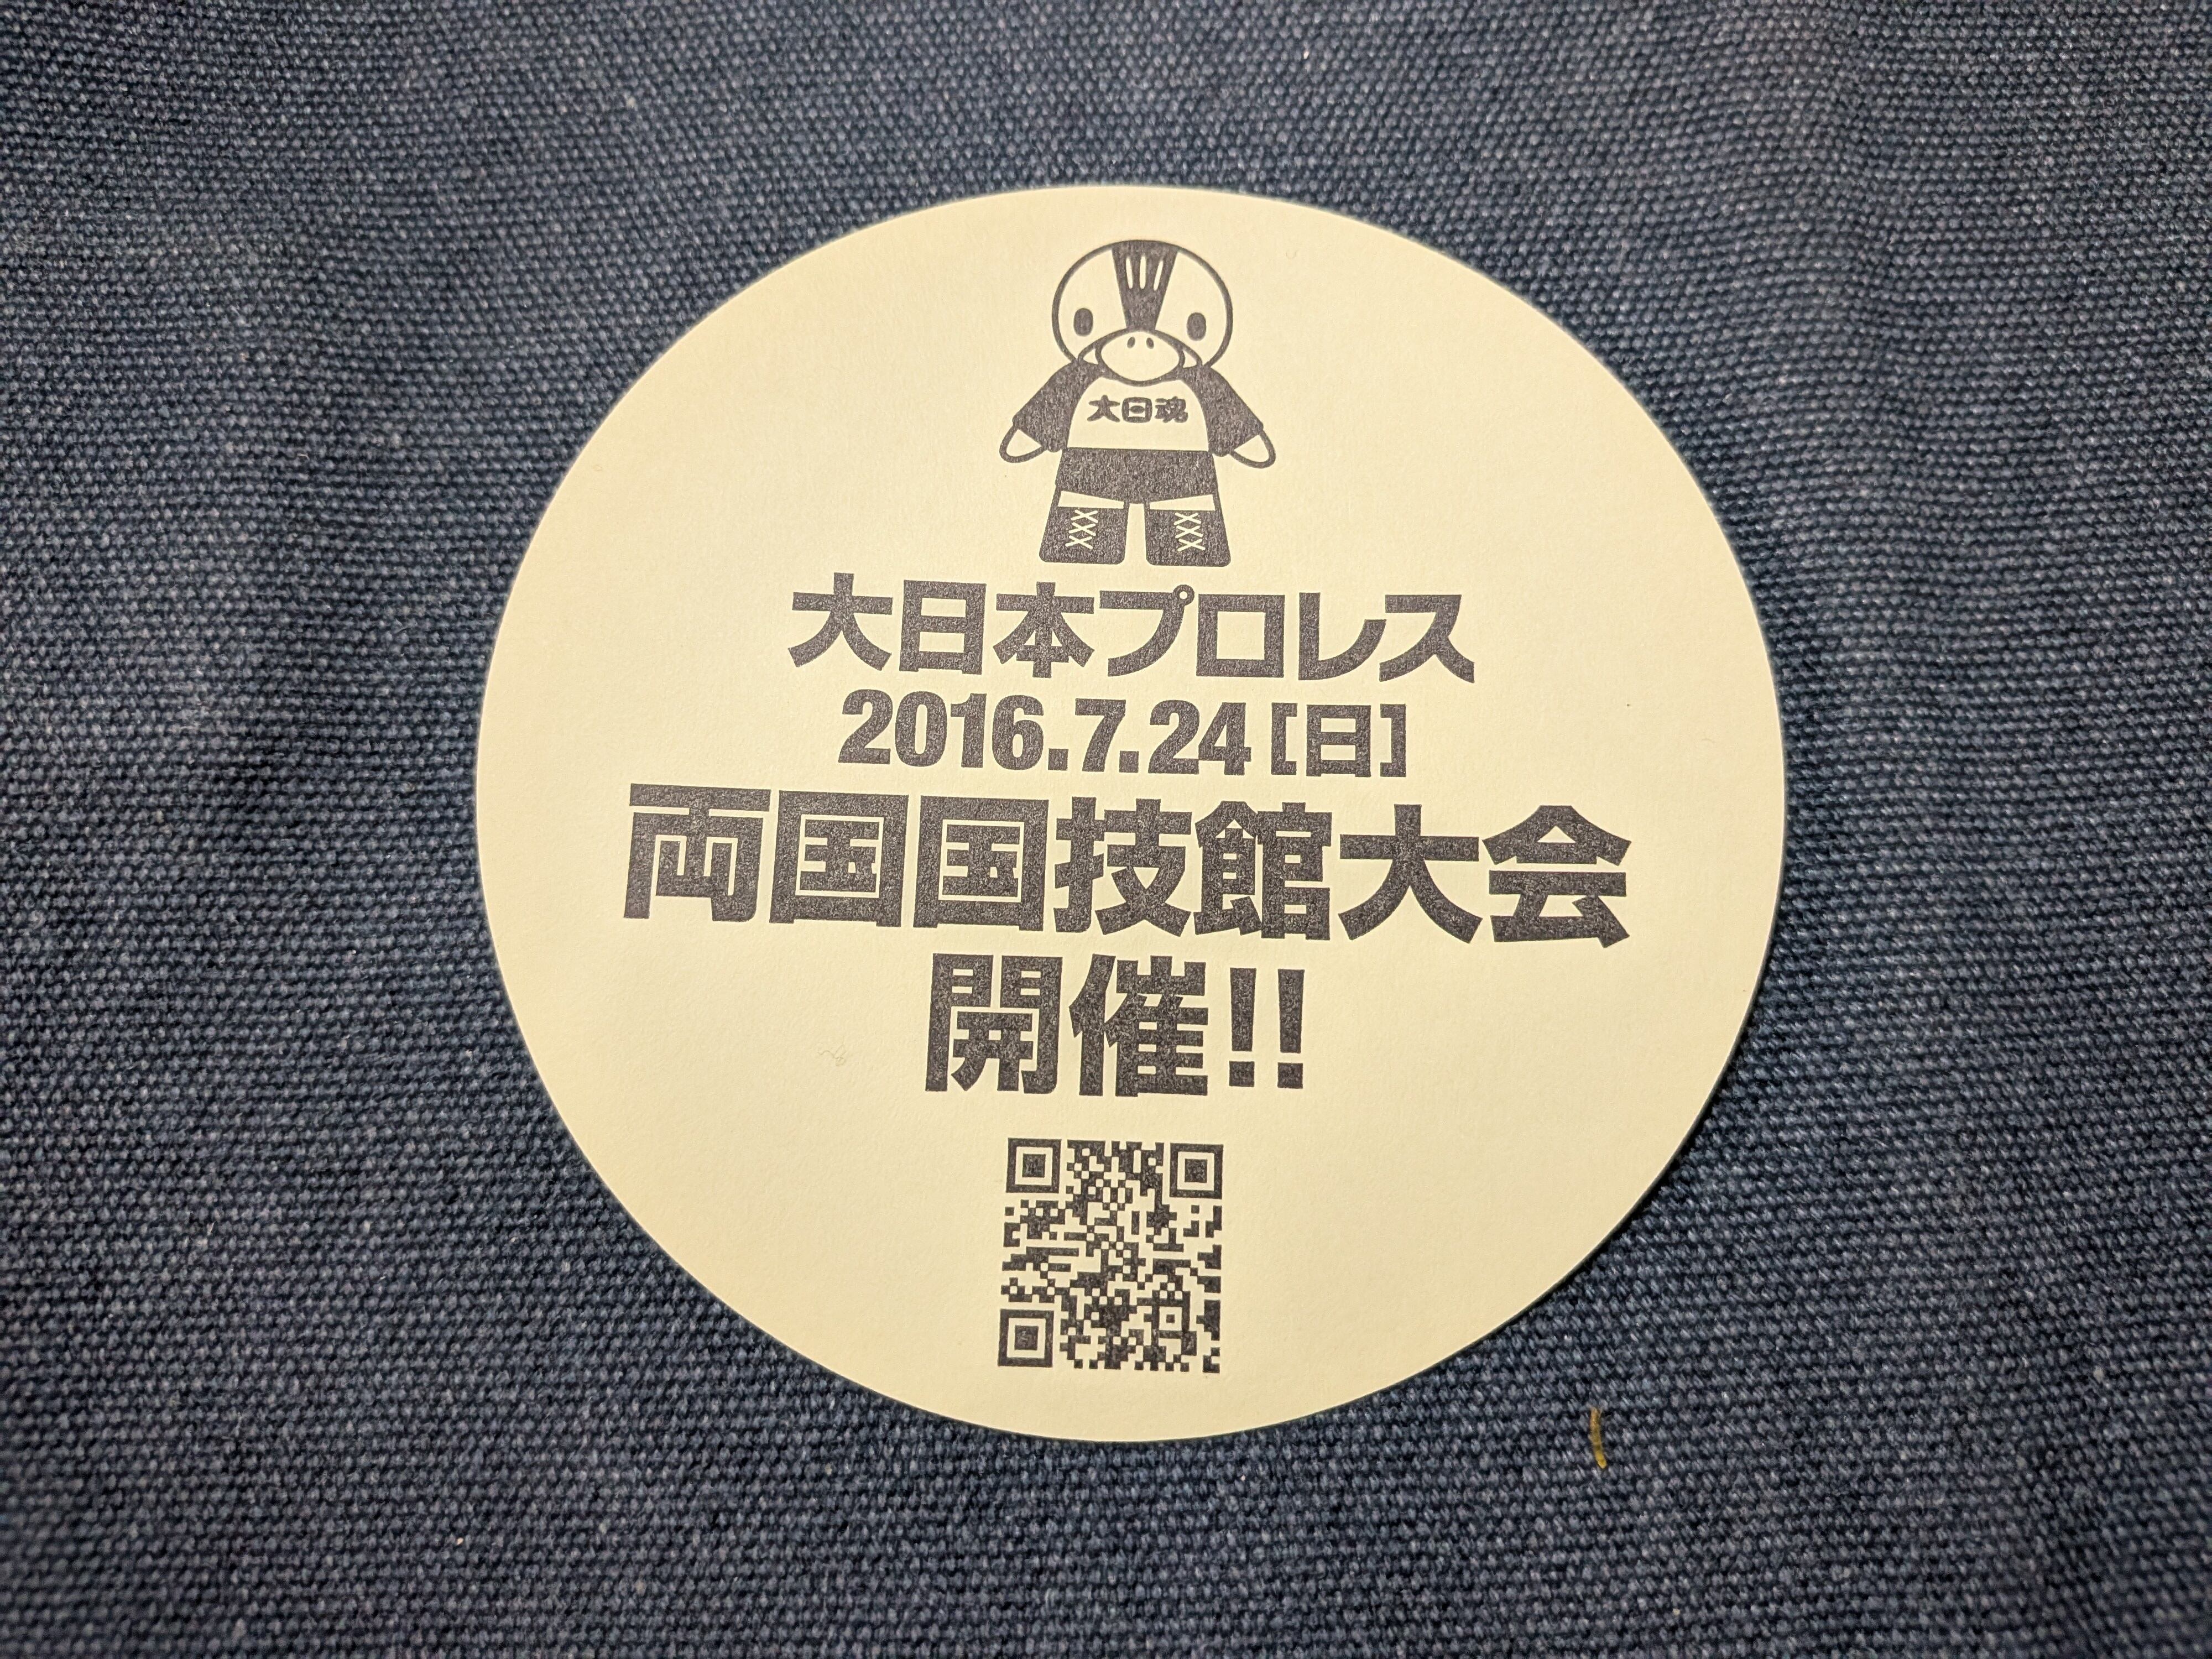 大日魂
大日本プロレス
2016.7.24[日]
両国国技館大会
開催!!